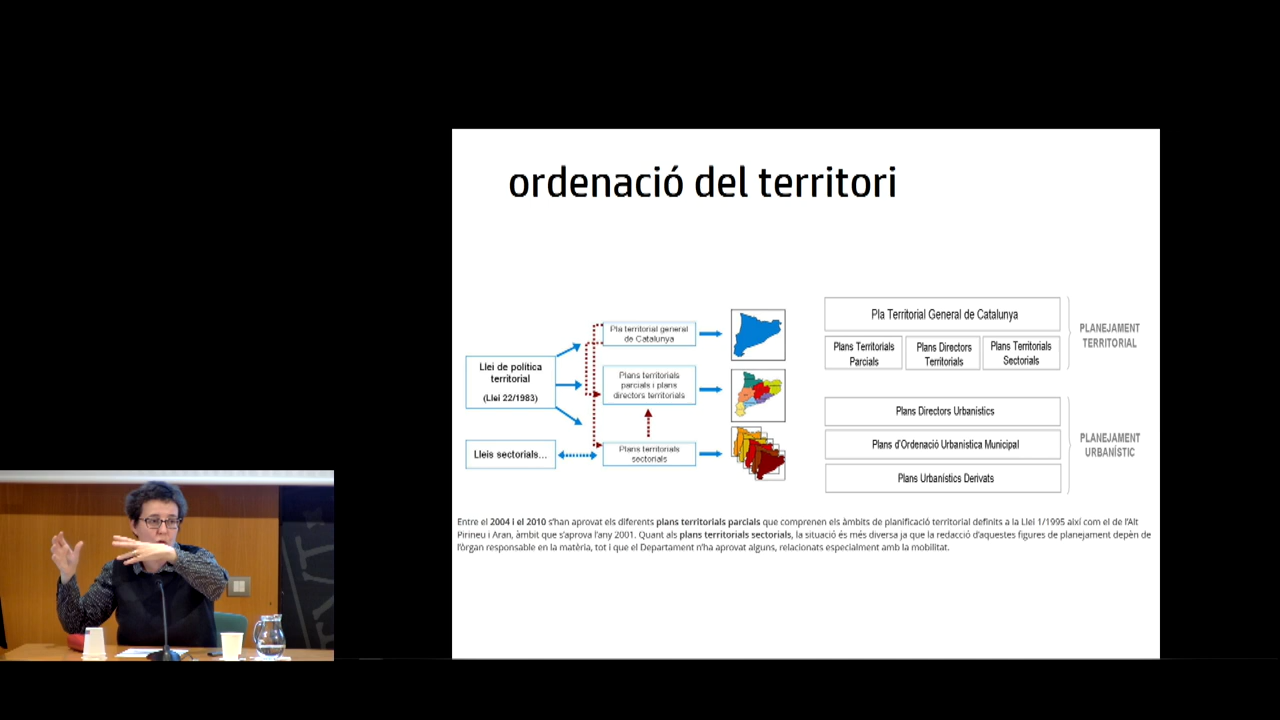 ordenació del territori
Llei de política
territorial
(Llei 22/1983)
Lleis sectorials...
Pla territorial general
de Catalunya
Plans territorials
parcials i plans
directors territorials
Plans territorials
sectorials
Pla Territorial General de Catalunya
Plans Territorials
Parcials
Plans Directors
Territorials
Plans Territorials
Sectorials
PLANEJAMENT
TERRITORIAL
Plans Directors Urbanístics
Plans d'Ordenació Urbanística Municipal
Plans Urbanístics Derivats
PLANEJAMENT
URBANÍSTIC
Entre el 2004 i el 2010 s'han aprovat els diferents plans territorials parcials que comprenen els àmbits de planificació territorial definits a la Llei 1/1995 així com el de l'Alt
Pirineu i Aran, àmbit que s'aprova l'any 2001. Quant als plans territorials sectorials, la situació és més diversa ja que la redacció d'aquestes figures de planejament depèn de
l'òrgan responsable en la matèria, tot i que el Departament n'ha aprovat alguns, relacionats especialment amb la mobilitat.